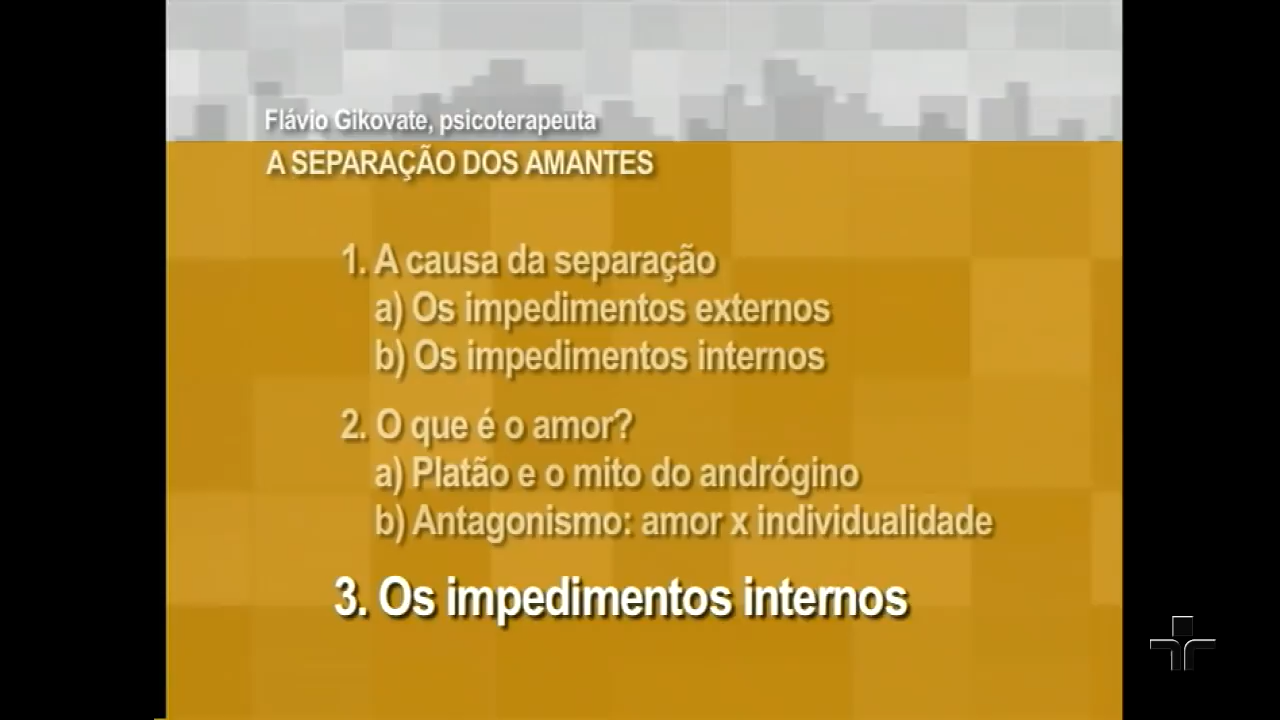 Flávio Gikovate, psicoterapeuta
A SEPARAÇÃO DOS AMANTES
1. A causa da separação
a) Os impedimentos externos
b) Os impedimentos internos
2. O que é o amor?
a) Platão e o mito do andrógino
b) Antagonismo: amor x individualidade
3. Os impedimentos internos